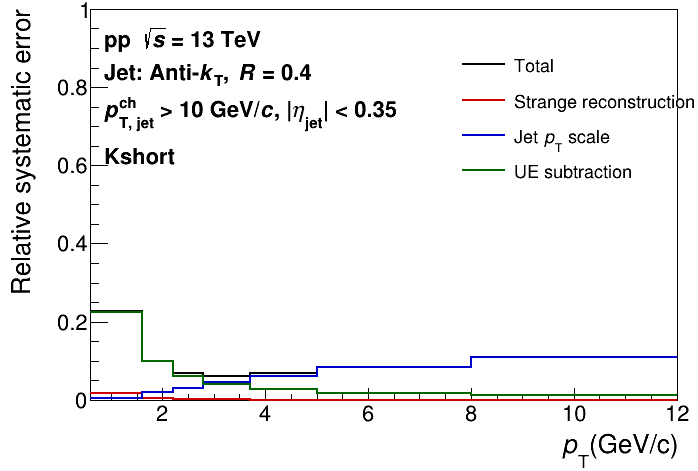 Relative systematic error
1
0.8
0.6
0.4
0.2
0
pp √s = 13 TeV
Jet: Anti-kT, R = 0.4
p ch T, jet > 10 GeV/c, |ηjet| < 0.35
Kshort
Total
Strange reconstruction
Jet pT scale
UE subtraction
2 4 6 8 10 12
pT(GeV/c)